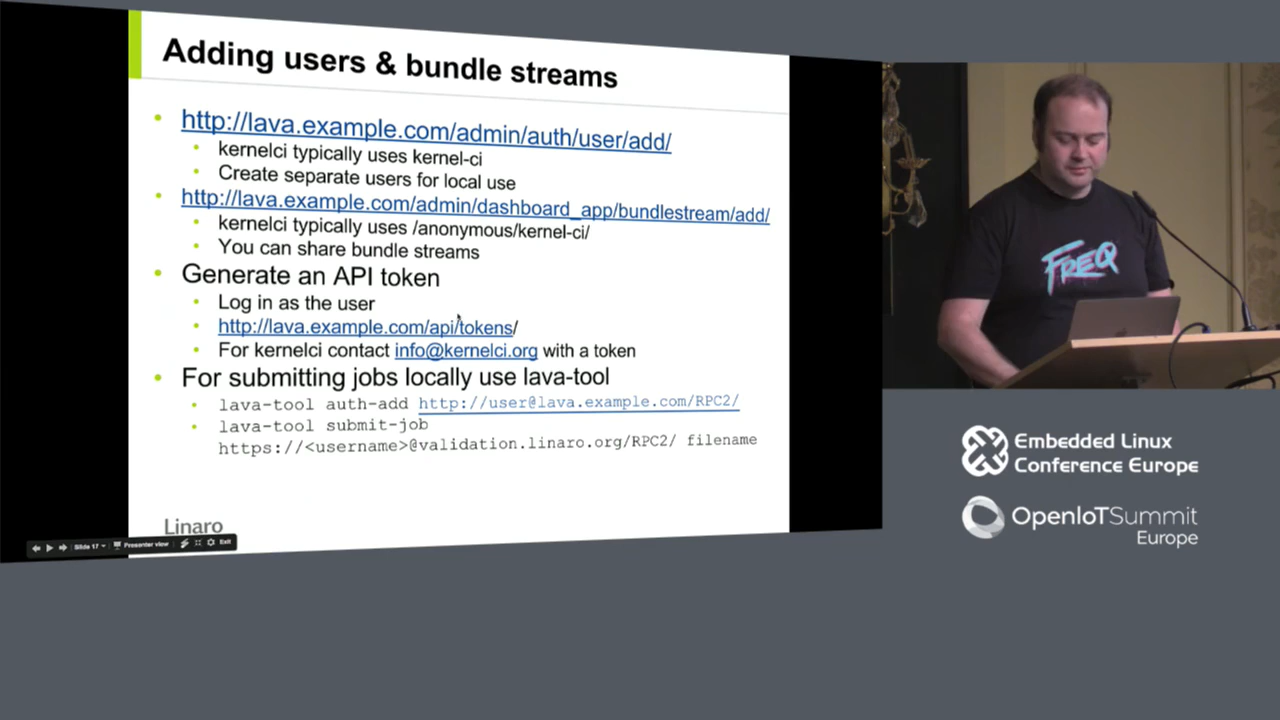 Adding users & bundle streams
http://lava.example.com/admin/auth/user/add/
kernelci typically uses kernel-ci
Create separate users for local use
http://lava.example.com/admin/dashboard_app/bundlestream/add/
kernelci typically uses /anonymous/kernel-ci/
You can share bundle streams
Generate an API token
Log in as the user
http://lava.example.com/api/tokens/
For kernelci contact info@kernelci.org with a token
For submitting jobs locally use lava-tool
lava-tool auth-add http://user@lava.example.com/RPC2/
lava-tool submit-job
https://<username>@validation.linaro.org/RPC2/ filename
Linaro
Slide 17 Presenter view Exit
FREQ
Embedded Linux
Conference Europe
OpenIoTSummit
Europe